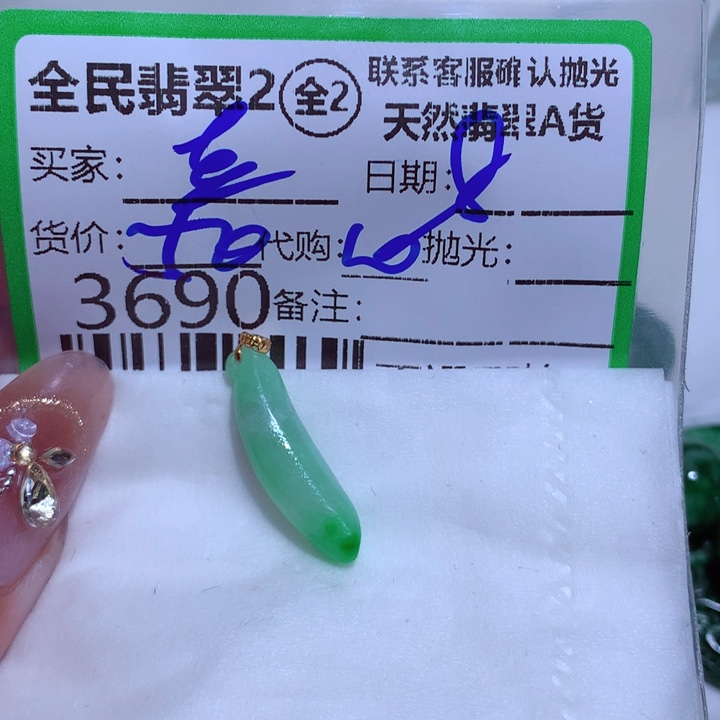 全民翡翠2 全2
联系客服确认抛光
天然翡翠A货
买家: 日期:
货价: 代购: 抛光:
3690 备注: